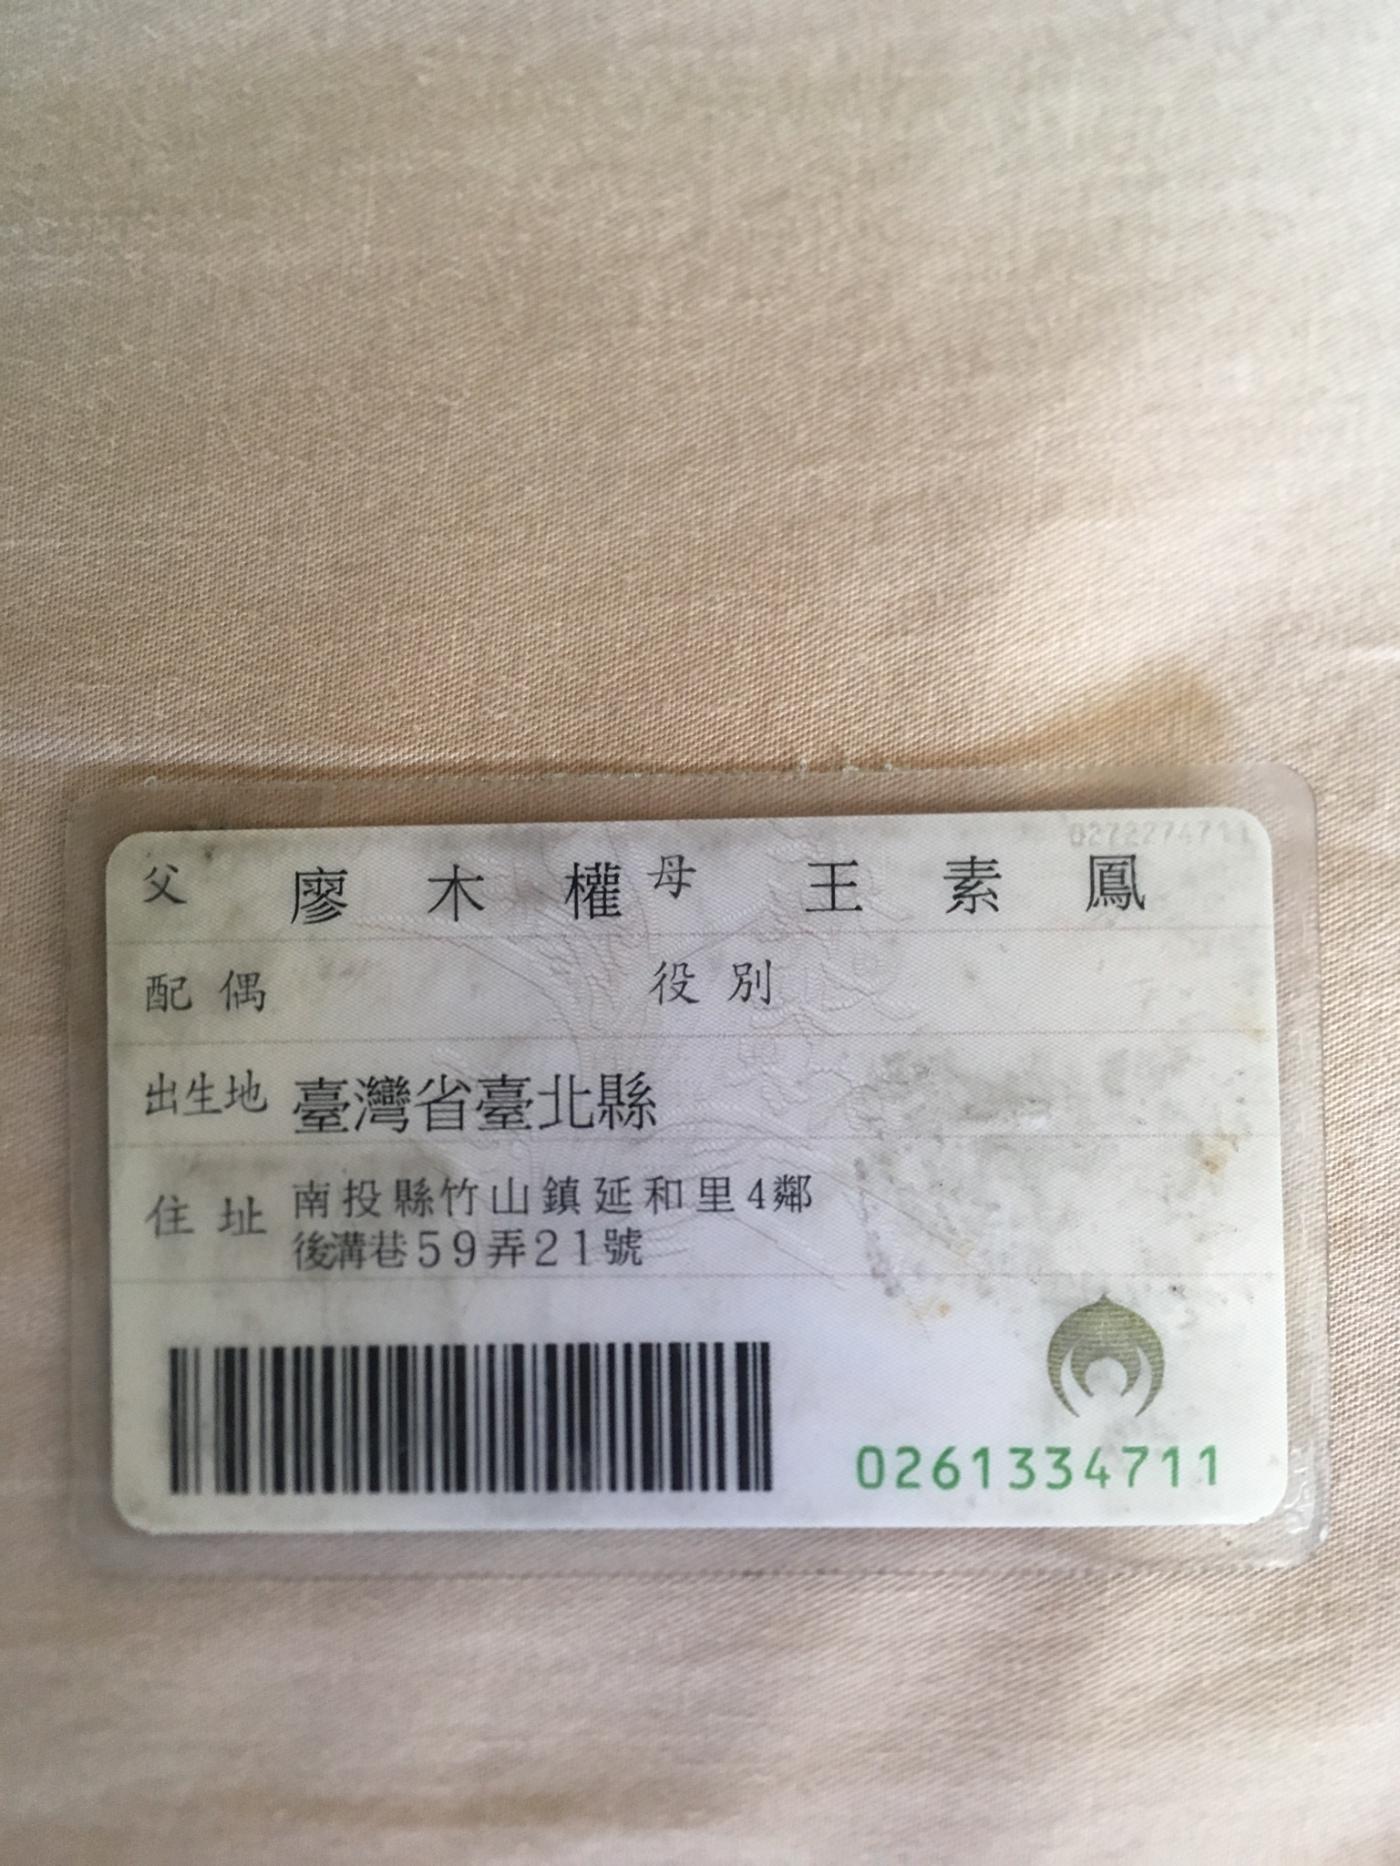 父 廖木權 母 王素鳳
配偶 役別
出生地 臺灣省臺北縣
住址 南投縣竹山鎮延和里4鄰
後溝巷59弄21號
0261334711